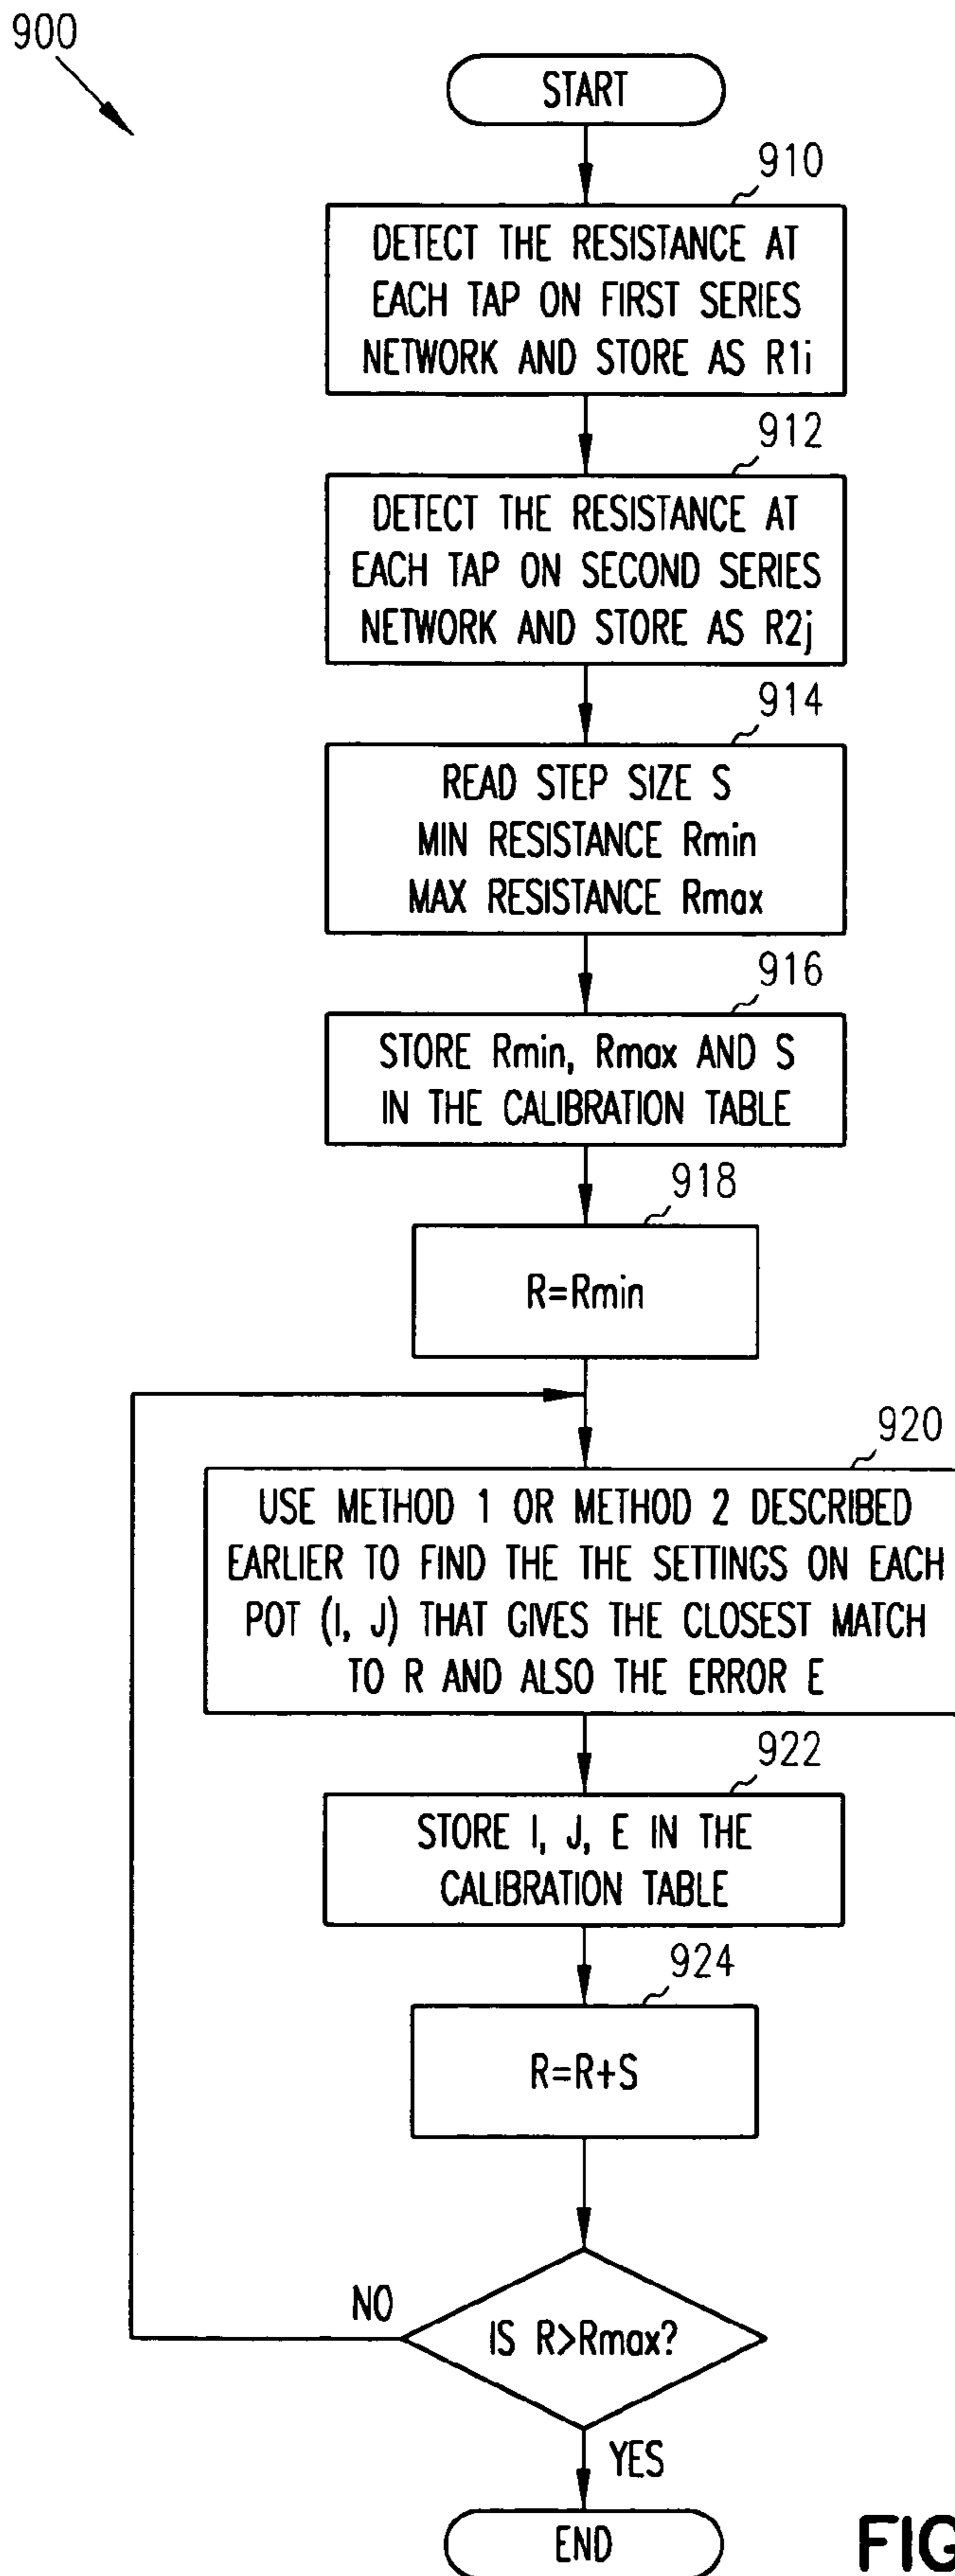 900
START
910
DETECT THE RESISTANCE AT
EACH TAP ON FIRST SERIES
NETWORK AND STORE AS R1i
912
DETECT THE RESISTANCE AT
EACH TAP ON SECOND SERIES
NETWORK AND STORE AS R2j
914
READ STEP SIZE S
MIN RESISTANCE Rmin
MAX RESISTANCE Rmax
916
STORE Rmin, Rmax AND S
IN THE CALIBRATION TABLE
918
R=Rmin
920
USE METHOD 1 OR METHOD 2 DESCRIBED
EARLIER TO FIND THE THE SETTINGS ON EACH
POT (I, J) THAT GIVES THE CLOSEST MATCH
TO R AND ALSO THE ERROR E
922
STORE I, J, E IN THE
CALIBRATION TABLE
924
R=R+S
NO
IS R>Rmax?
YES
END
FIG